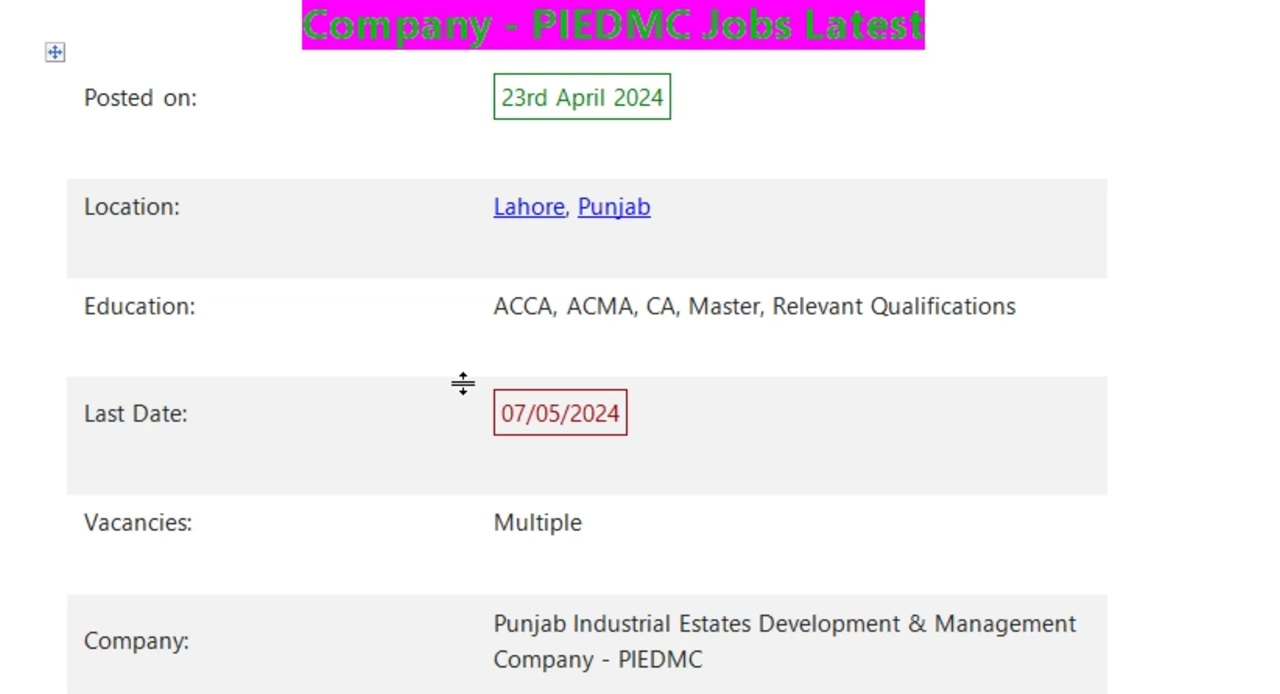 Company - PIEDMC Jobs Latest
Posted on: 23rd April 2024
Location: Lahore, Punjab
Education: ACCA, ACMA, CA, Master, Relevant Qualifications
Last Date: 07/05/2024
Vacancies: Multiple
Company: Punjab Industrial Estates Development & Management
Company - PIEDMC